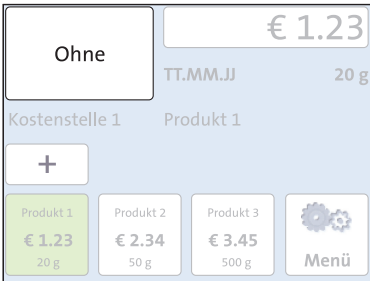 Ohne
€ 1.23
TT.MM.JJ 20 g
Kostenstelle 1 Produkt 1
+
Produkt 1 Produkt 2 Produkt 3
€ 1.23 € 2.34 € 3.45
20 g 50 g 500 g Menü